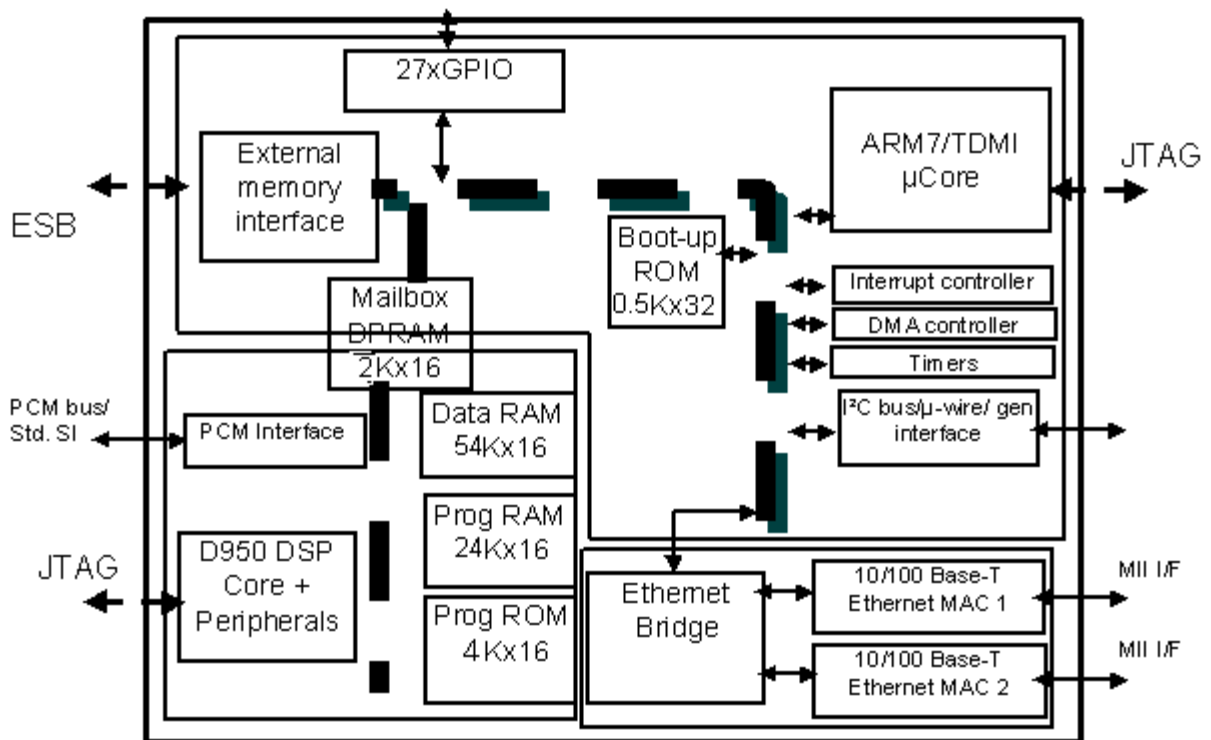 27xGPIO
External
memory
interface
ESB
ARM7/TDMI
µCore
JTAG
Boot-up
ROM
0.5Kx32
Mailbox
DPRAM
2Kx16
Interrupt controller
DMA controller
Timers
I²C bus/µ-wire/ gen
interface
PCM bus/
Std. SI
PCM Interface
Data RAM
54Kx16
Prog RAM
24Kx16
Prog ROM
4Kx16
JTAG
D950 DSP
Core +
Peripherals
Ethernet
Bridge
10/100 Base-T
Ethernet MAC 1
MII I/F
10/100 Base-T
Ethernet MAC 2
MII I/F